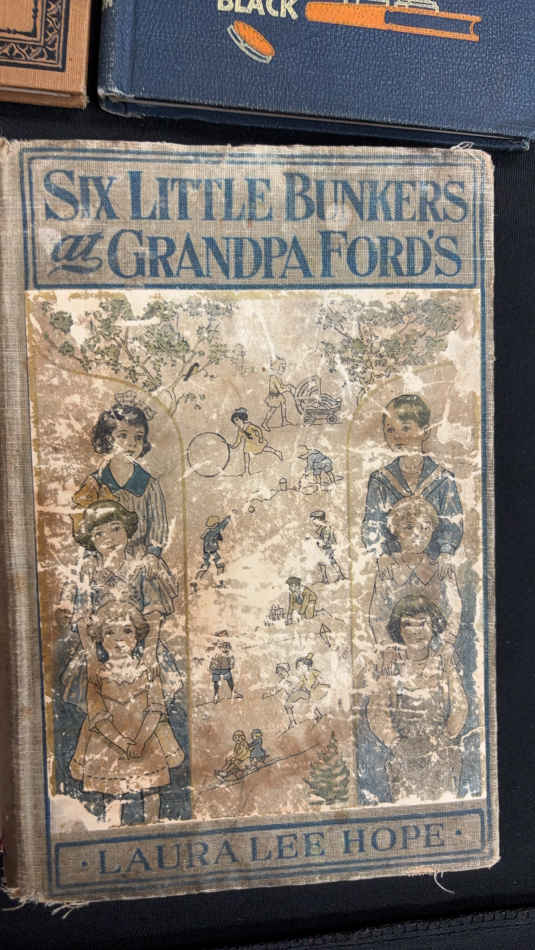 BLACK
SIX LITTLE BUNKERS
at GRANDPA FORD'S
· LAURA LEE HOPE ·